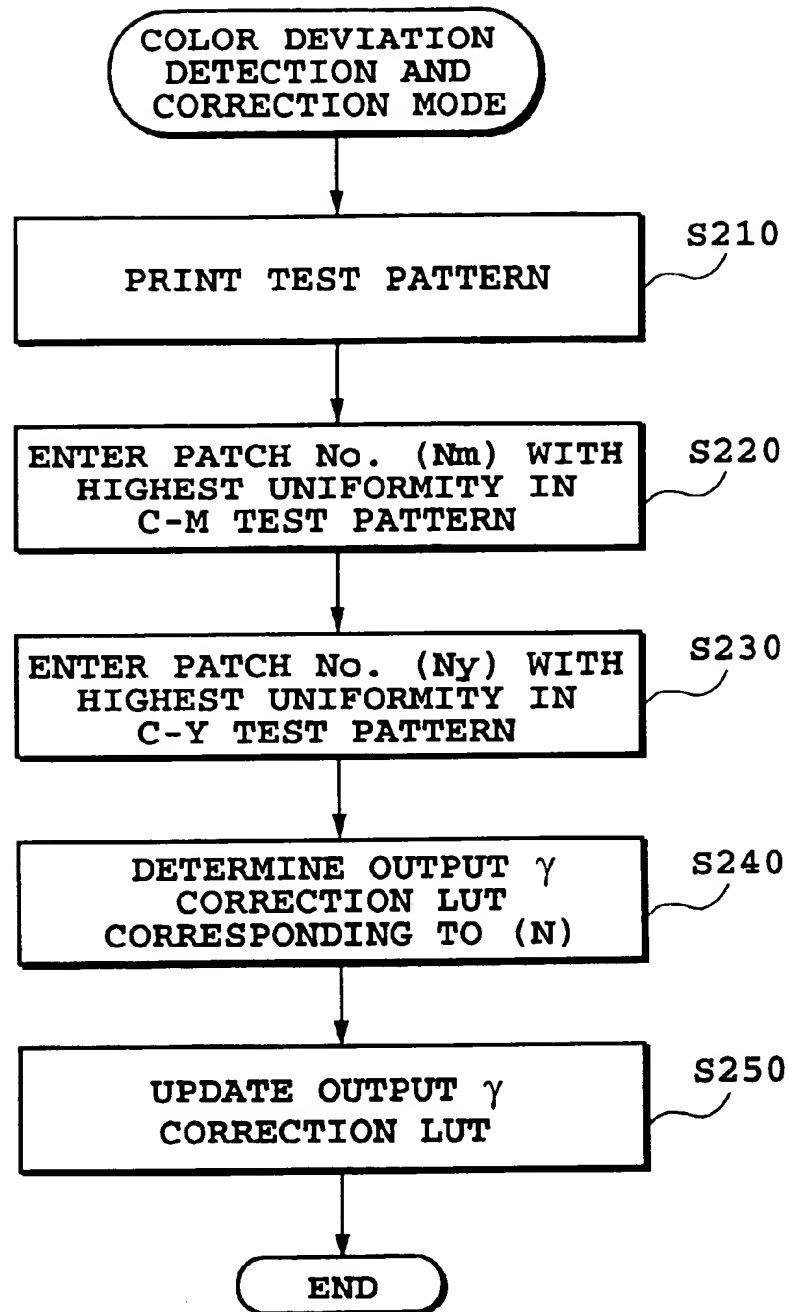 COLOR DEVIATION
DETECTION AND
CORRECTION MODE
S210
PRINT TEST PATTERN
S220
ENTER PATCH No. (Nm) WITH
HIGHEST UNIFORMITY IN
C-M TEST PATTERN
S230
ENTER PATCH No. (Ny) WITH
HIGHEST UNIFORMITY IN
C-Y TEST PATTERN
S240
DETERMINE OUTPUT γ
CORRECTION LUT
CORRESPONDING TO (N)
S250
UPDATE OUTPUT γ
CORRECTION LUT
END